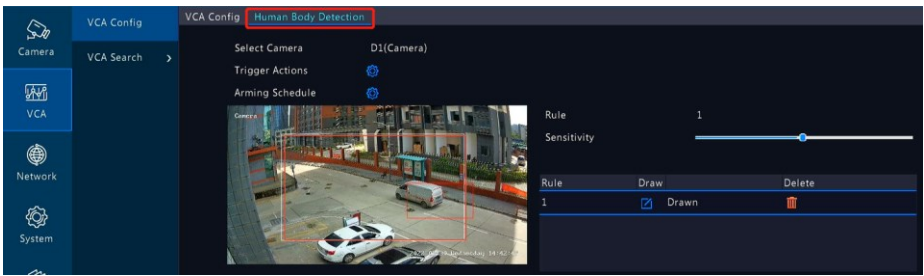 VCA Config
VCA Config Human Body Detection
Camera
VCA Search >
Select Camera D1(Camera)
Trigger Actions
Arming Schedule
VCA
Camera
Rule 1
Sensitivity
Network
Rule Draw Delete
1 Drawn
System
Wednesday